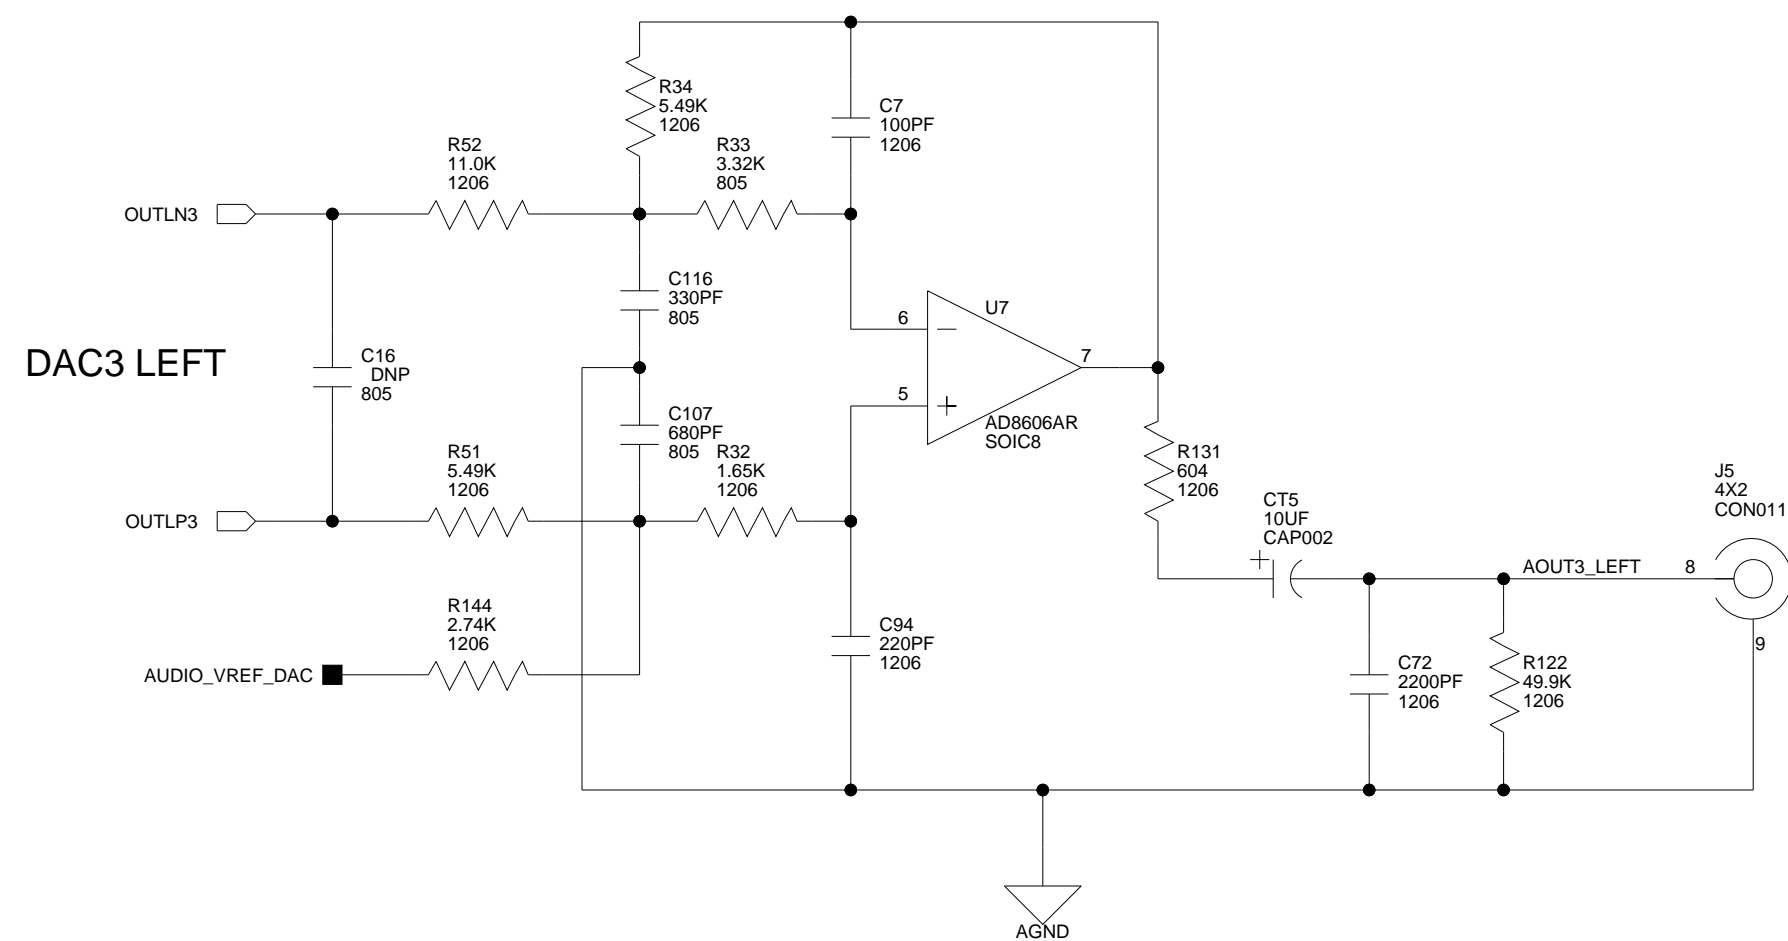 R34
5.49K
1206
C7
100PF
1206
R52
11.0K
1206
R33
3.32K
805
OUTLN3
C116
330PF
805
U7
6
DAC3 LEFT
C16
DNP
805
7
5
C107
680PF
805
AD8606AR
SOIC8
R51
5.49K
1206
R32
1.65K
1206
R131
604
1206
J5
4X2
CON011
CT5
10UF
CAP002
OUTLP3
AOUT3_LEFT
8
R144
2.74K
1206
C94
220PF
1206
9
AUDIO_VREF_DAC
C72
2200PF
1206
R122
49.9K
1206
AGND